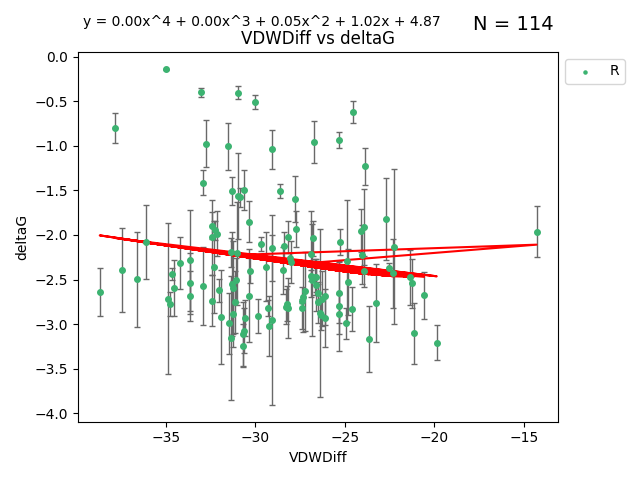 y = 0.00x^4 + 0.00x^3 + 0.05x^2 + 1.02x + 4.87
N = 114
VDWDiff vs deltaG
R
deltaG
0.0
−0.5
−1.0
−1.5
−2.0
−2.5
−3.0
−3.5
−4.0
−35
−30
−25
−20
−15
VDWDiff